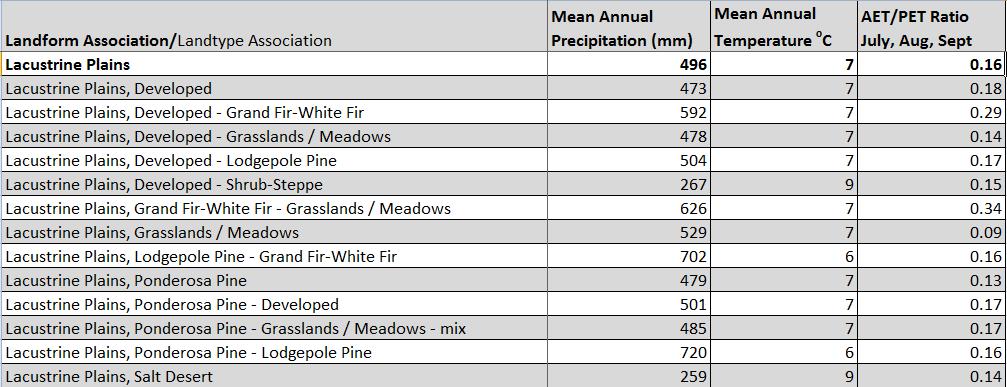 Landform Association/Landtype Association Mean Annual Precipitation (mm) Mean Annual Temperature °C AET/PET Ratio July, Aug, Sept
Lacustrine Plains 496 7 0.16
Lacustrine Plains, Developed 473 7 0.18
Lacustrine Plains, Developed - Grand Fir-White Fir 592 7 0.29
Lacustrine Plains, Developed - Grasslands / Meadows 478 7 0.14
Lacustrine Plains, Developed - Lodgepole Pine 504 7 0.17
Lacustrine Plains, Developed - Shrub-Steppe 267 9 0.15
Lacustrine Plains, Grand Fir-White Fir - Grasslands / Meadows 626 7 0.34
Lacustrine Plains, Grasslands / Meadows 529 7 0.09
Lacustrine Plains, Lodgepole Pine - Grand Fir-White Fir 702 6 0.16
Lacustrine Plains, Ponderosa Pine 479 7 0.13
Lacustrine Plains, Ponderosa Pine - Developed 501 7 0.17
Lacustrine Plains, Ponderosa Pine - Grasslands / Meadows - mix 485 7 0.17
Lacustrine Plains, Ponderosa Pine - Lodgepole Pine 720 6 0.16
Lacustrine Plains, Salt Desert 259 9 0.14